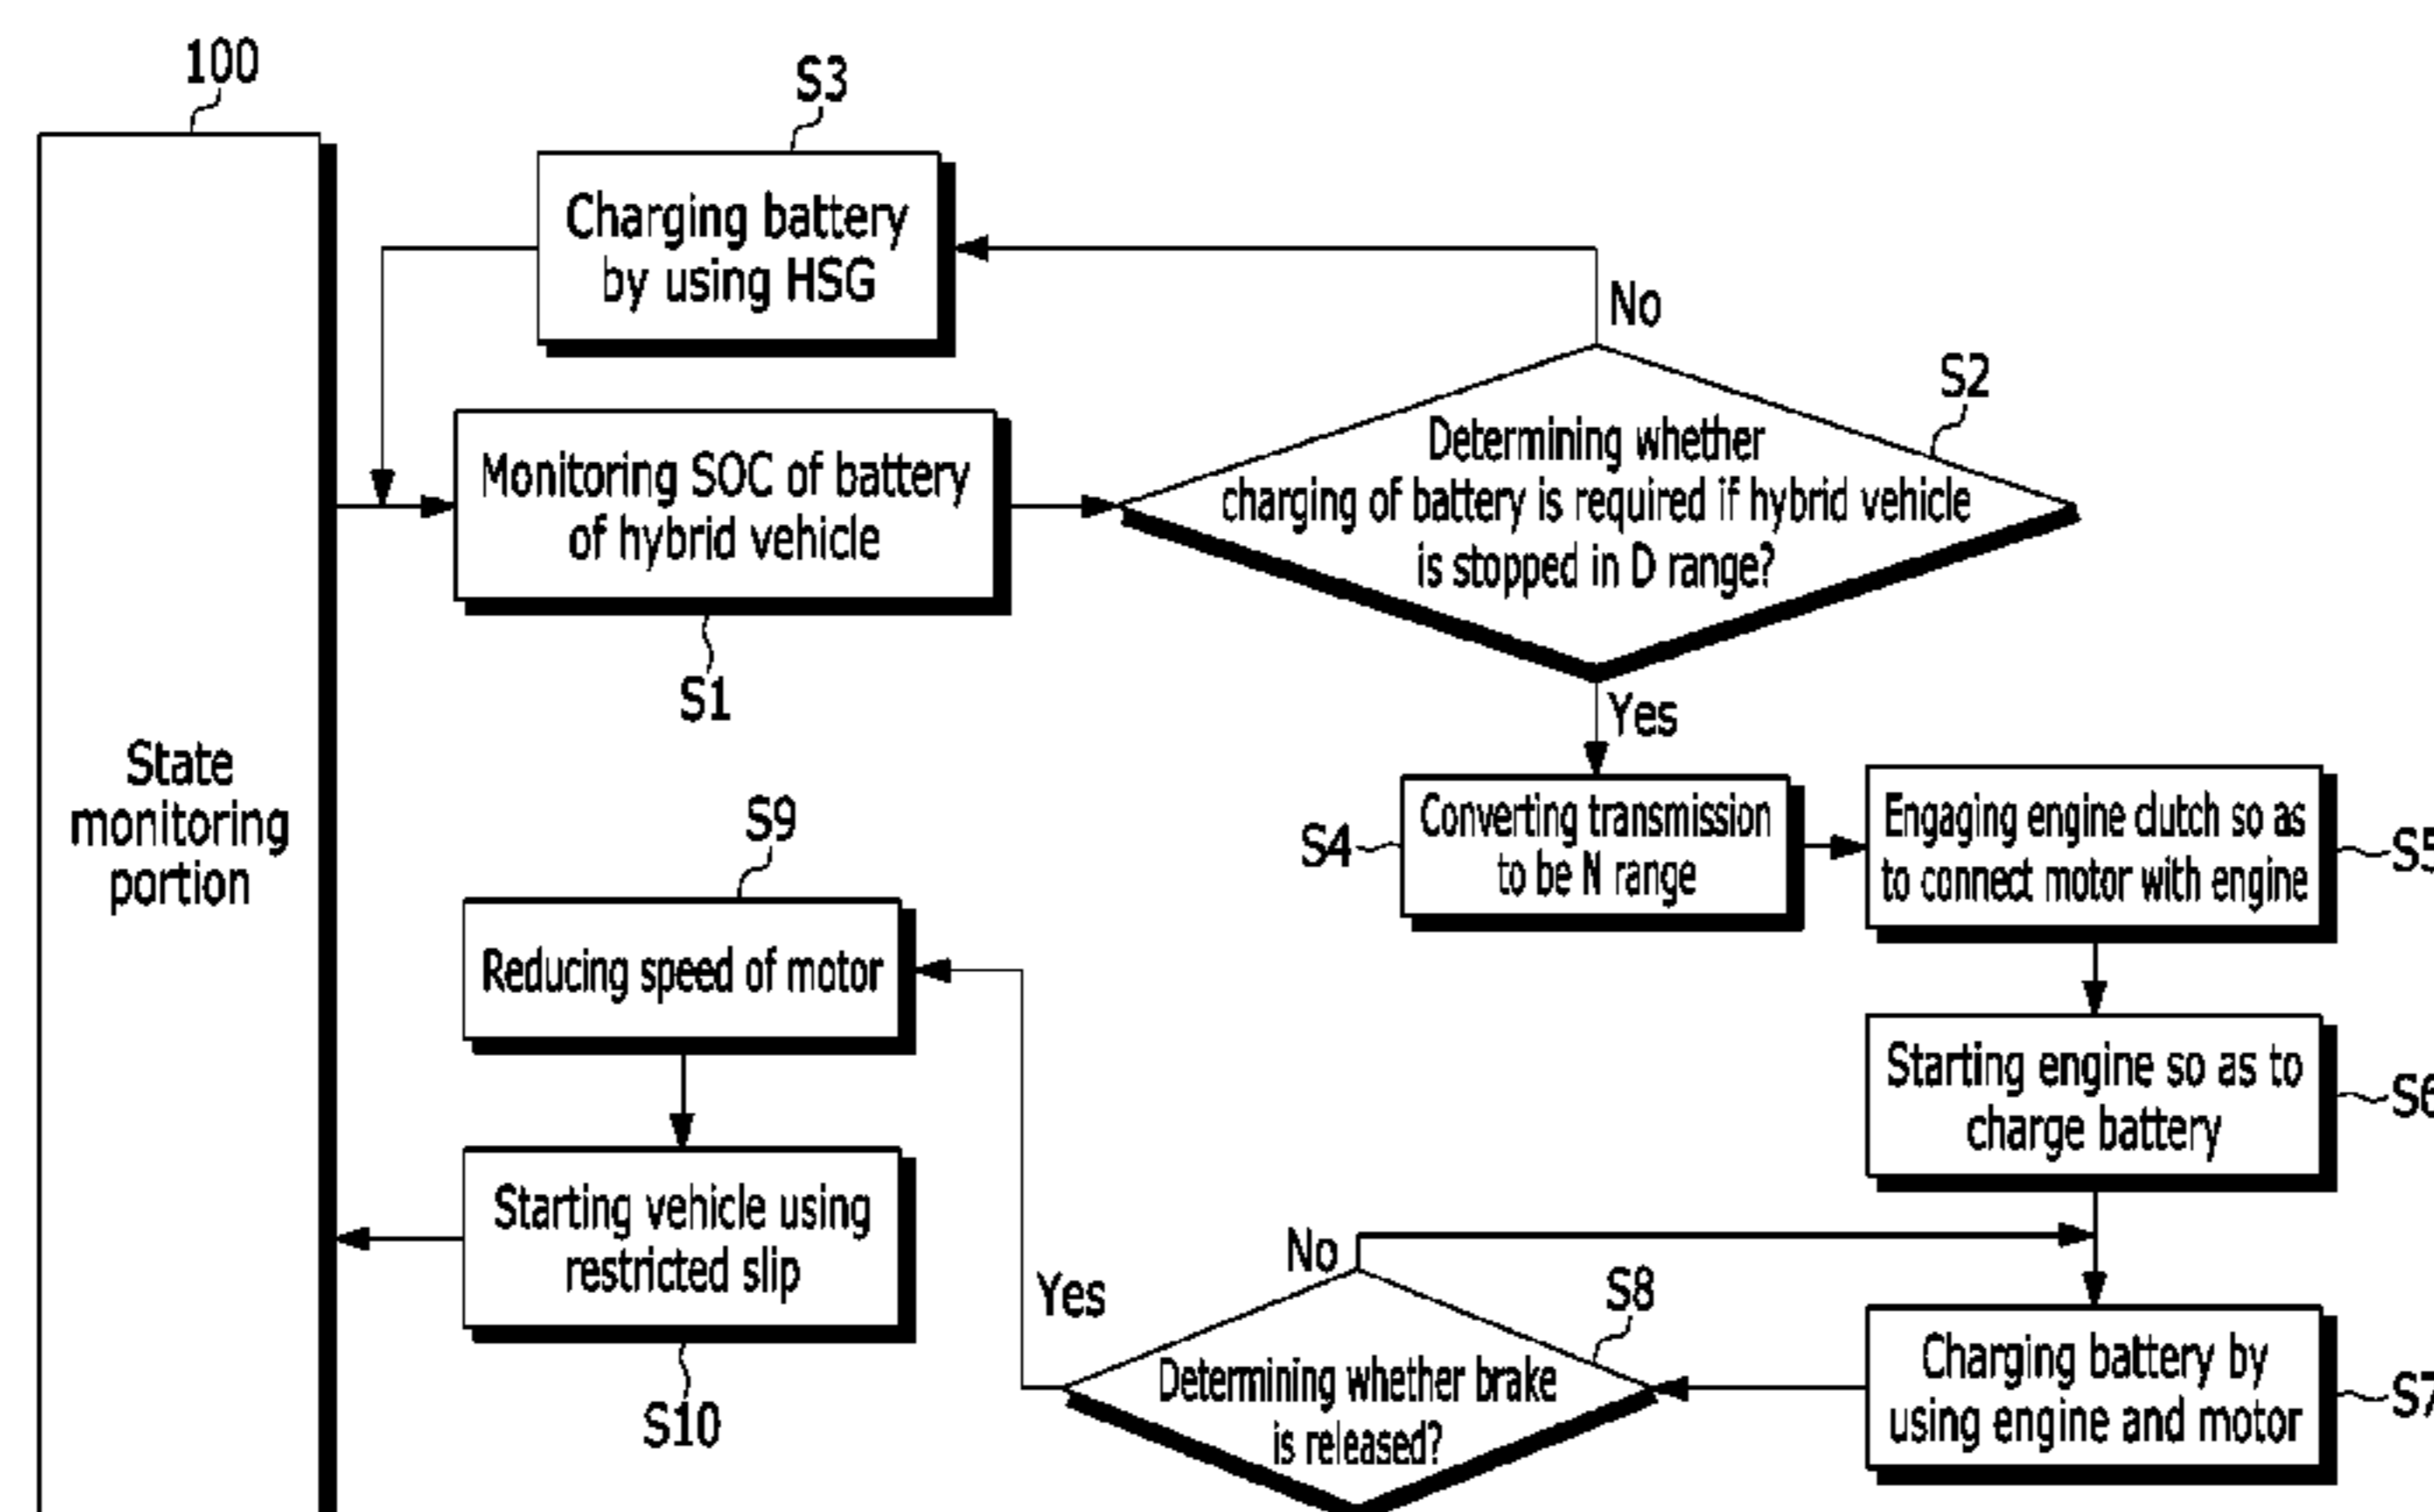 100
S3
Charging battery
by using HSG
No
S2
Determining whether
charging of battery is required if hybrid vehicle
is stopped in D range?
Monitoring SOC of battery
of hybrid vehicle
S1
Yes
State
monitoring
portion
S4
Converting transmission
to be N range
Engaging engine clutch so as
to connect motor with engine
S5
S9
Reducing speed of motor
Starting engine so as to
charge battery
S6
Starting vehicle using
restricted slip
S10
Yes
No
S8
Determining whether brake
is released?
Charging battery by
using engine and motor
S7